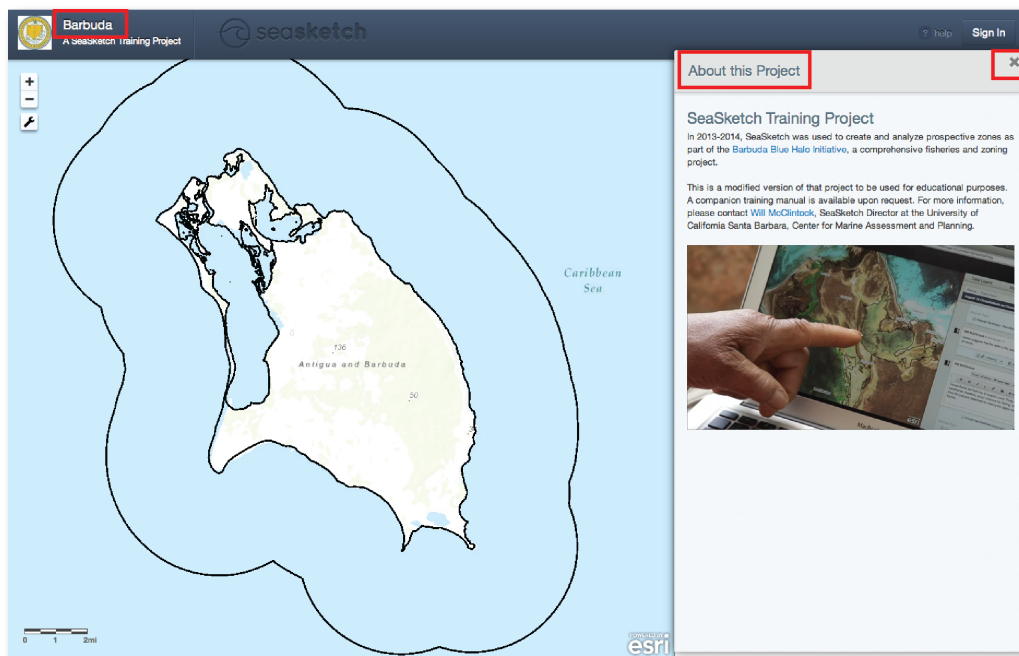 Barbuda
A SeaSketch Training Project
seasketch
? help
Sign In
About this Project
SeaSketch Training Project
In 2013-2014, SeaSketch was used to create and analyze prospective zones as
part of the Barbuda Blue Halo Initiative, a comprehensive fisheries and zoning
project.
This is a modified version of that project to be used for educational purposes.
A companion training manual is available upon request. For more information,
please contact Will McClintock, SeaSketch Director at the University of
California Santa Barbara, Center for Marine Assessment and Planning.
Caribbean
Sea
136
Antigua and Barbuda
50
0 1 2mi
POWERED BY
esri
esri